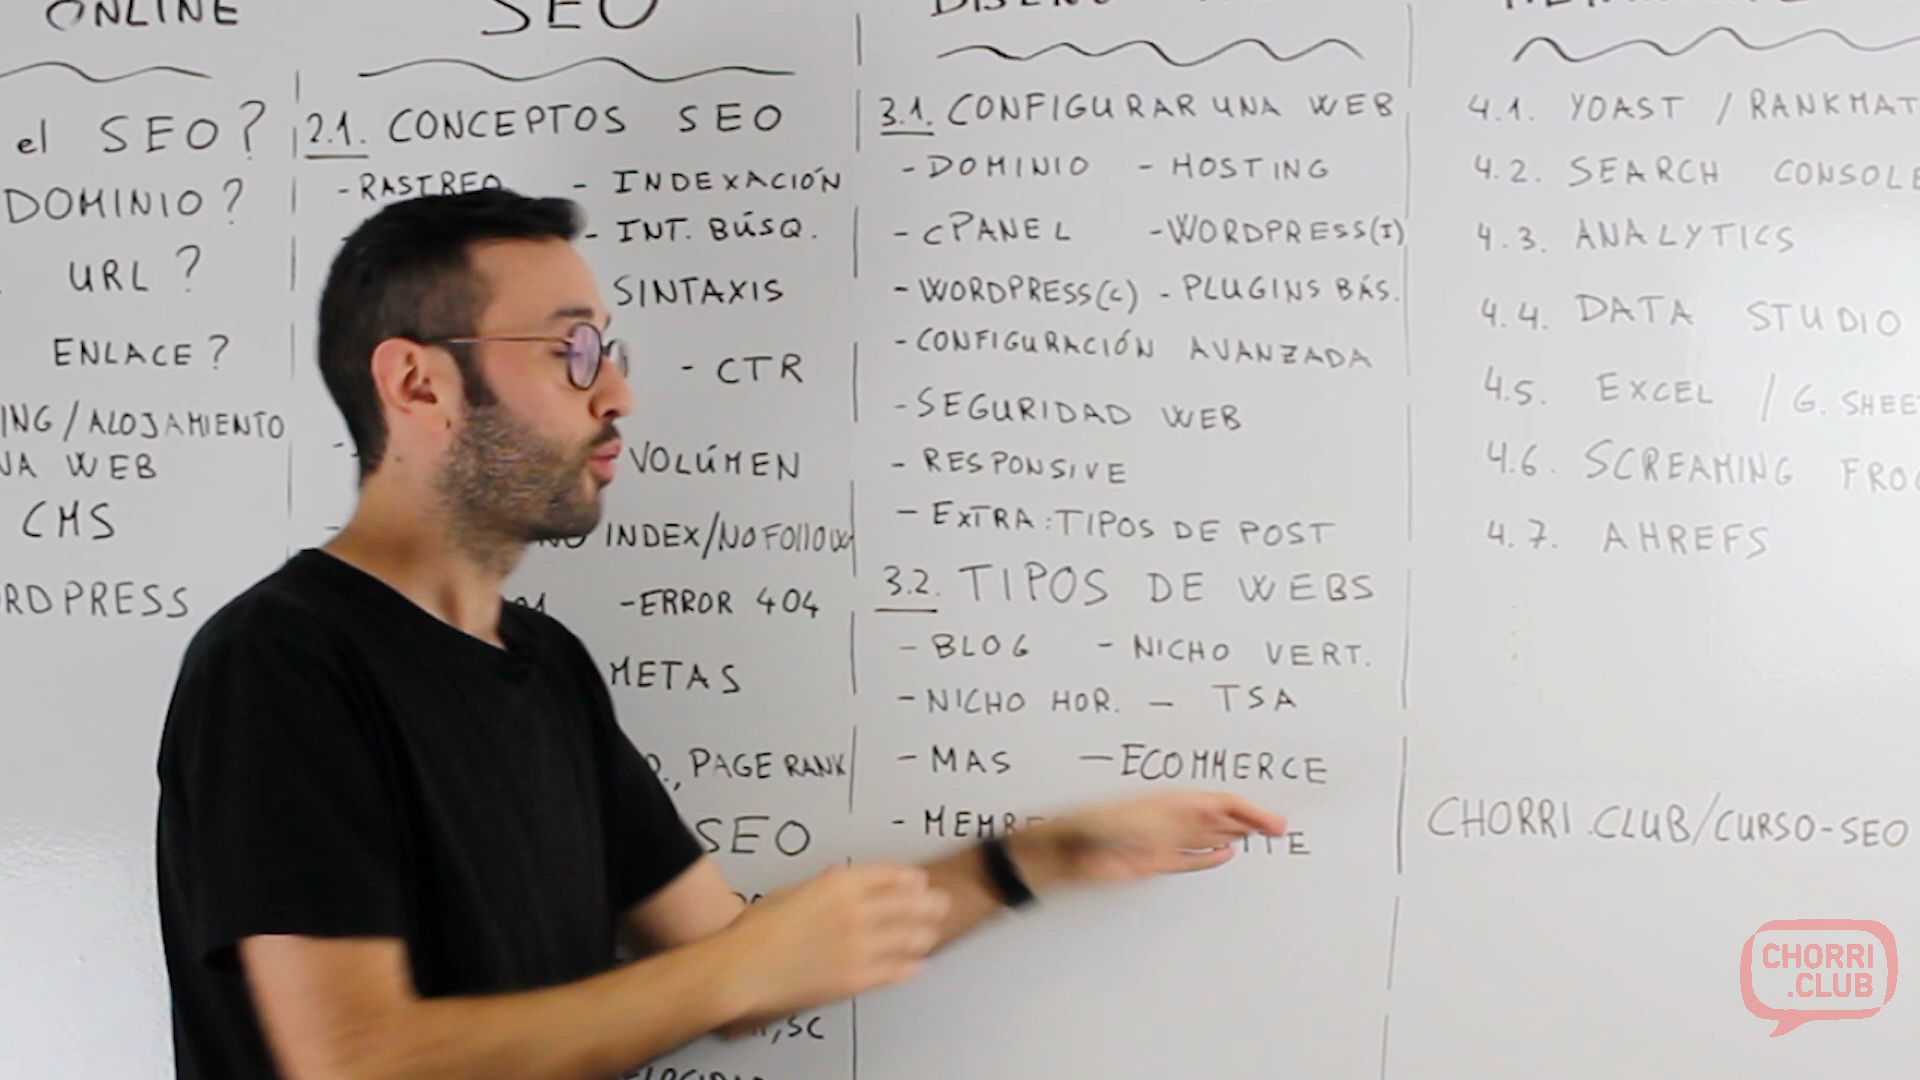 ONLINE
el SEO?
DOMINIO?
URL?
ENLACE?
/ALOJAMIENTO
WEB
CMS
SEO
2.1. CONCEPTOS SEO
-RASTREO - INDEXACIÓN
- INT. BÚSQ.
SINTAXIS
- CTR
VOLÚMEN
INDEX/NOFOllOW
-ERROR 404
METAS
PAGE RANK
SEO
,SC
3.1. CONFIGURAR UNA WEB
-DOMINIO - HOSTING
- CPANEL -WORDPRESS(I)
-WORDPRESS(C) - PLUGINS BÁS.
-CONFIGURACIÓN AVANZADA
-SEGURIDAD WEB
- RESPONSIVE
- EXTRA: TIPOS DE POST
3.2. TIPOS DE WEBS
- BLOG - NICHO VERT.
- NICHO HOR. - TSA
- MAS -ECOMMERCE
4.1. YOAST / RANKMAT
4.2. SEARCH CONSOLE
4.3. ANALYTICS
4.4. DATA STUDIO
4.5. EXCEL / G. SHEE
4.6. SCREAMING FROG
4.7. AHREFS
CHORRI.CLUB/CURSO-SEO
CHORRI
.CLUB